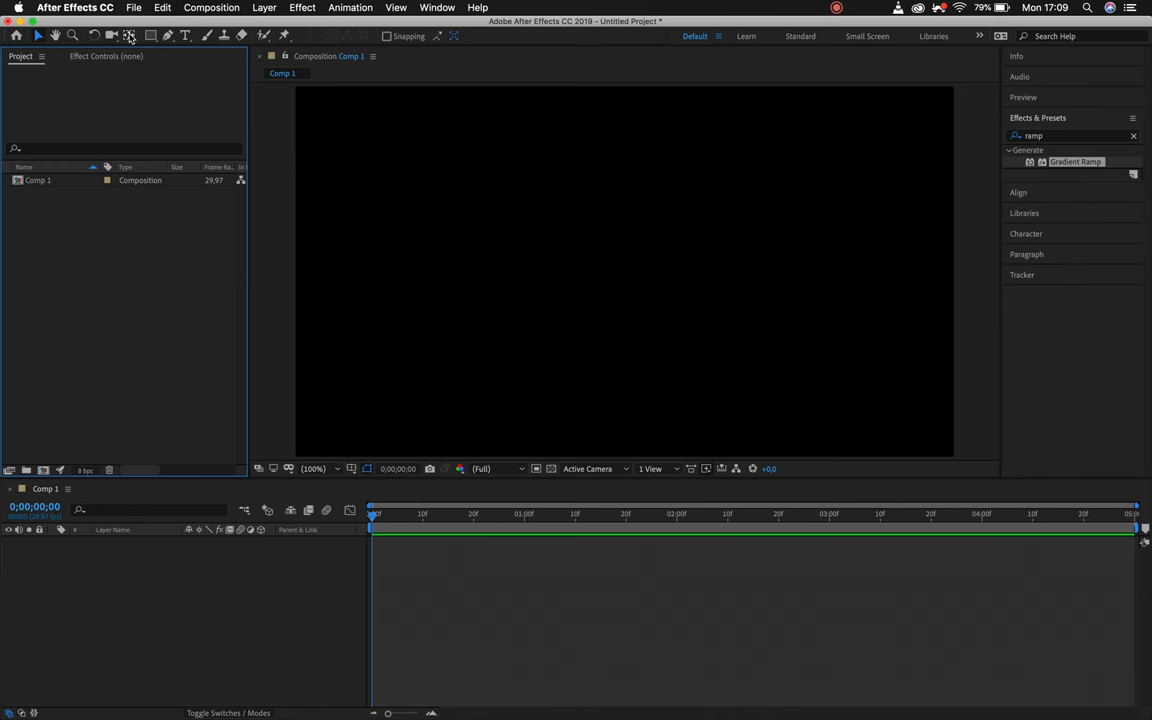 After Effects CC File Edit Composition Layer Effect Animation View Window Help 79% Mon 17:09
Adobe After Effects CC 2019 - Untitled Project *
Snapping Default Learn Standard Small Screen Libraries Search Help
Project Effect Controls (none) Composition Comp 1 Info
Comp 1
Audio
Preview
Effects & Presets
ramp
Generate
Gradient Ramp
Name Type Size Frame Ra.. In
Comp 1 Composition 29,97
Align
Libraries
Character
Paragraph
Tracker
8 bpc (100%) 0;00;00;00 (Full) Active Camera 1 View +0,0
Comp 1
0;00;00;00
00000 (29.97 fps)
10f 01:00f 10f 02:00f 10f 03:00f 10f 04:00f 10f 05:0
# Layer Name Parent & Link
Toggle Switches / Modes